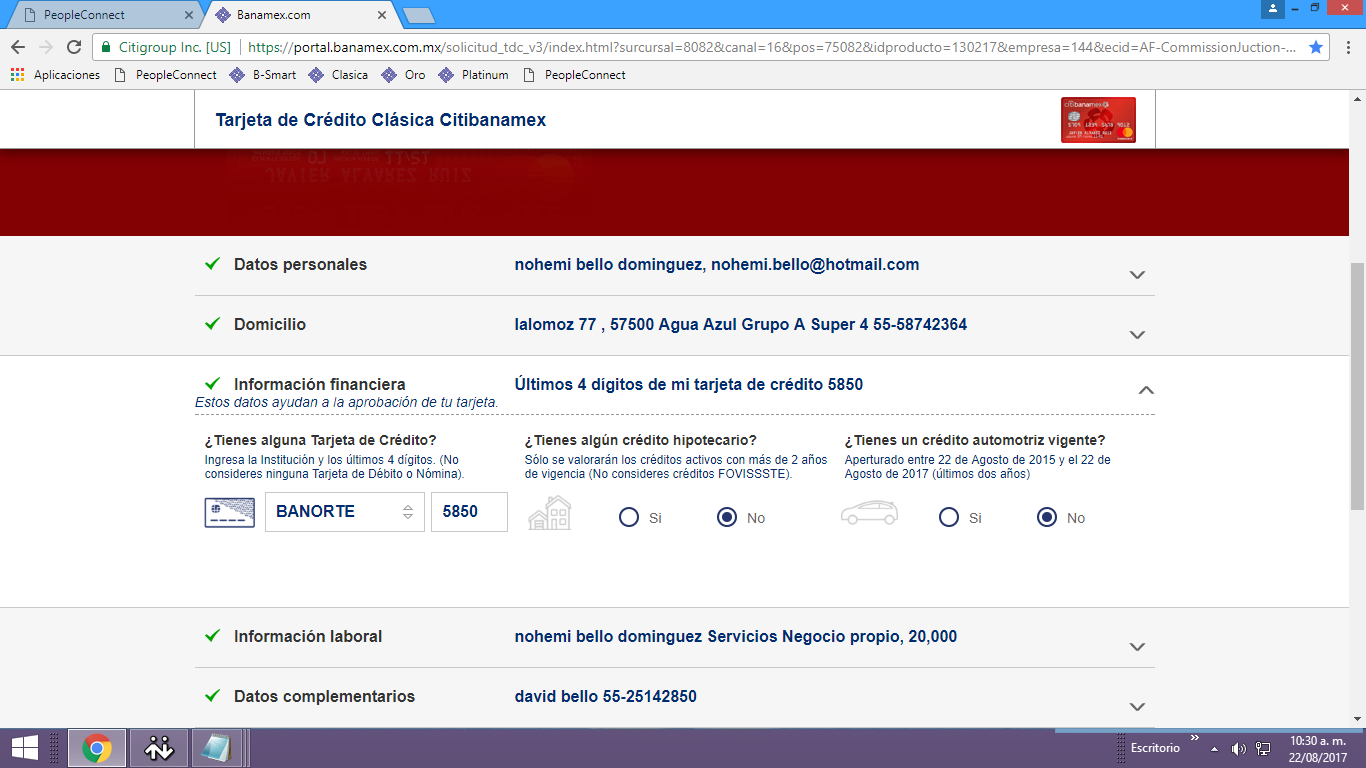 PeopleConnect
Banamex.com
Citigroup Inc. [US] https://portal.banamex.com.mx/solicitud_tdc_v3/index.html?surcursal=8082&canal=16&pos=75082&idproducto=130217&empresa=144&ecid=AF-CommissionJuction-...
Aplicaciones PeopleConnect B-Smart Clasica Oro Platinum PeopleConnect
Tarjeta de Crédito Clásica Citibanamex
citibanamex
JAVIER ALVAREZ RUIZ
11/21
JAVIER ALVAREZ RUIZ
Datos personales nohemi bello dominguez, nohemi.bello@hotmail.com
Domicilio lalomoz 77 , 57500 Agua Azul Grupo A Super 4 55-58742364
Información financiera Últimos 4 dígitos de mi tarjeta de crédito 5850
Estos datos ayudan a la aprobación de tu tarjeta.
¿Tienes alguna Tarjeta de Crédito?
Ingresa la Institución y los últimos 4 dígitos. (No
consideres ninguna Tarjeta de Débito o Nómina).
BANORTE 5850
¿Tienes algún crédito hipotecario?
Sólo se valorarán los créditos activos con más de 2 años
de vigencia (No consideres créditos FOVISSSTE).
Si No
¿Tienes un crédito automotriz vigente?
Aperturado entre 22 de Agosto de 2015 y el 22 de
Agosto de 2017 (últimos dos años)
Si No
Información laboral nohemi bello dominguez Servicios Negocio propio, 20,000
Datos complementarios david bello 55-25142850
Escritorio
10:30 a. m.
22/08/2017